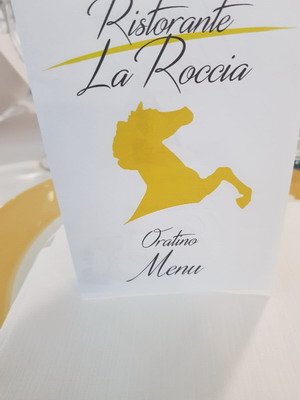 Ristorante
La Roccia
Oratino
Menu